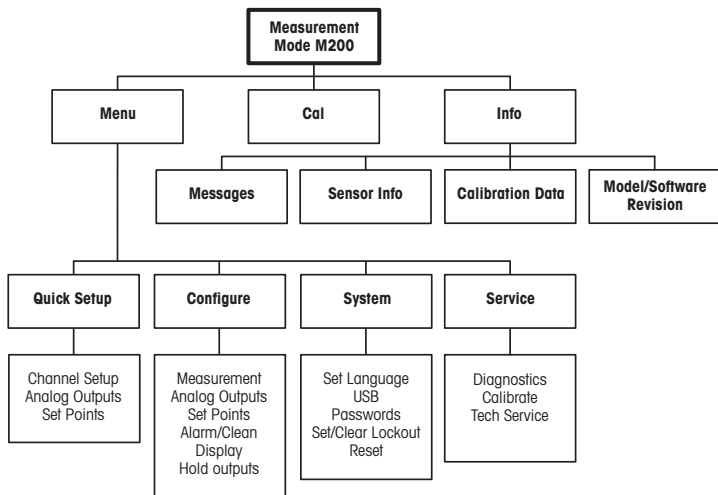 Measurement
Mode M200
Menu
Cal
Info
Messages
Sensor Info
Calibration Data
Model/Software
Revision
Quick Setup
Configure
System
Service
Channel Setup
Analog Outputs
Set Points
Measurement
Analog Outputs
Set Points
Alarm/Clean
Display
Hold outputs
Set Language
USB
Passwords
Set/Clear Lockout
Reset
Diagnostics
Calibrate
Tech Service